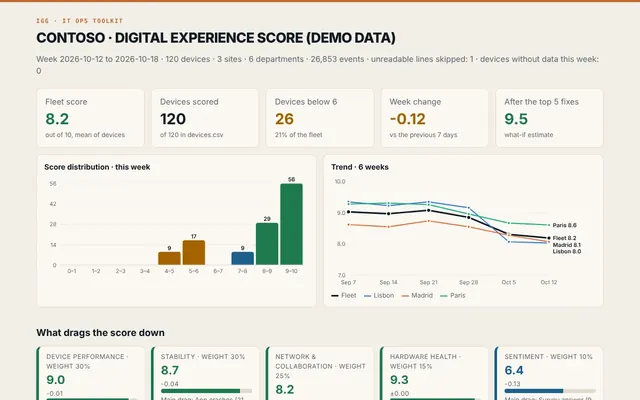 IGG · IT OPS TOOLKIT
CONTOSO · DIGITAL EXPERIENCE SCORE (DEMO DATA)
Week 2026-10-12 to 2026-10-18 · 120 devices · 3 sites · 6 departments · 26,853 events · unreadable lines skipped: 1 · devices without data this week:
0
Fleet score
8.2
out of 10, mean of devices
Devices scored
120
of 120 in devices.csv
Devices below 6
26
21% of the fleet
Week change
-0.12
vs the previous 7 days
After the top 5 fixes
9.5
what-if estimate
Score distribution · this week
56
42
28
14
0
9
17
9
29
56
0–1 1–2 2–3 3–4 4–5 5–6 6–7 7–8 8–9 9–10
Trend · 6 weeks
10.0
9.0
8.0
7.0
Paris 8.6
Fleet 8.2
Madrid 8.1
Lisbon 8.0
Sep 7 Sep 14 Sep 21 Sep 28 Oct 5 Oct 12
Fleet Lisbon Madrid Paris
What drags the score down
DEVICE PERFORMANCE ·
WEIGHT 30%
9.0
-0.01
STABILITY · WEIGHT 30%
8.7
-0.04
NETWORK &
COLLABORATION · WEIGHT
25%
8.2
HARDWARE HEALTH ·
WEIGHT 15%
9.3
±0.00
SENTIMENT · WEIGHT 10%
6.4
-0.13